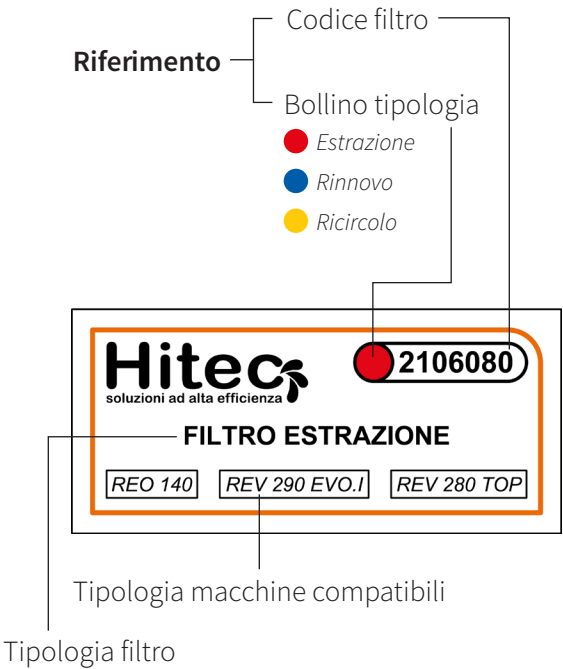 Codice filtro
Riferimento
Bollino tipologia
Estrazione
Rinnovo
Ricircolo
Hitec
2106080
soluzioni ad alta efficienza
FILTRO ESTRAZIONE
REO 140 REV 290 EVO.I REV 280 TOP
Tipologia macchine compatibili
Tipologia filtro